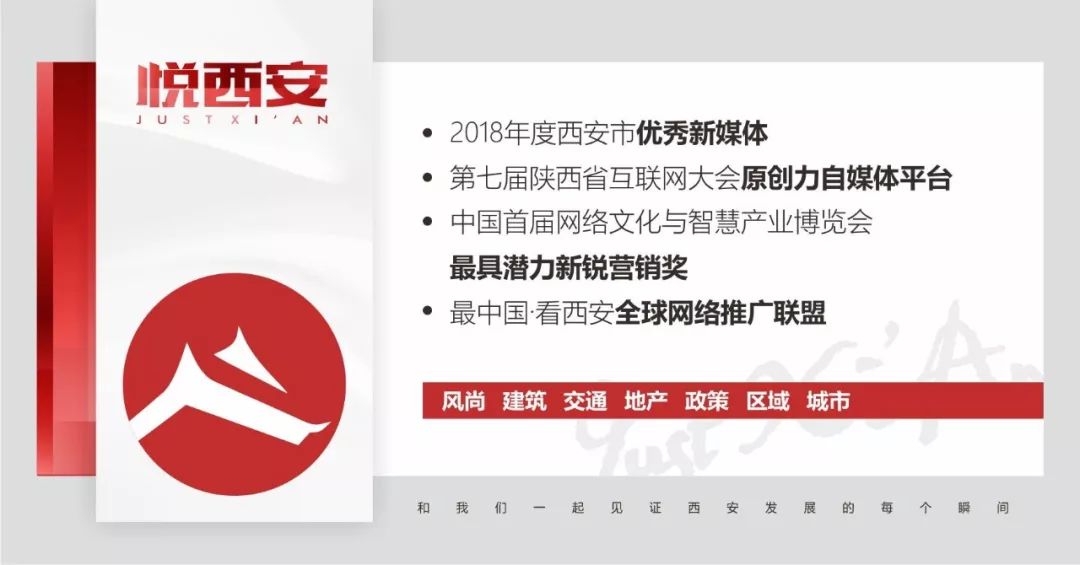 悦西安
JUSTXI'AN
• 2018年度西安市优秀新媒体
• 第七届陕西省互联网大会原创力自媒体平台
• 中国首届网络文化与智慧产业博览会
最具潜力新锐营销奖
• 最中国·看西安全球网络推广联盟
Just Xi'An
风尚 建筑 交通 地产 政策 区域 城市
和我们一起见证西安发展的每个瞬间